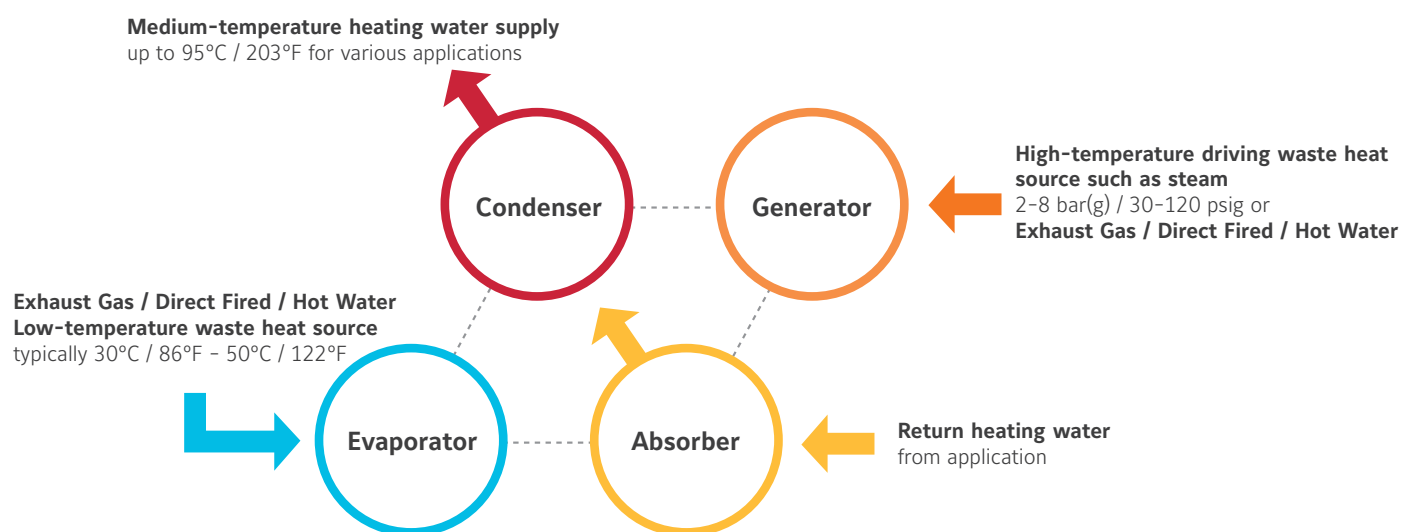 Medium-temperature heating water supply
up to 95°C / 203°F for various applications
Condenser
Generator
High-temperature driving waste heat
source such as steam
2-8 bar(g) / 30-120 psig or
Exhaust Gas / Direct Fired / Hot Water
Exhaust Gas / Direct Fired / Hot Water
Low-temperature waste heat source
typically 30°C / 86°F - 50°C / 122°F
Evaporator
Absorber
Return heating water
from application